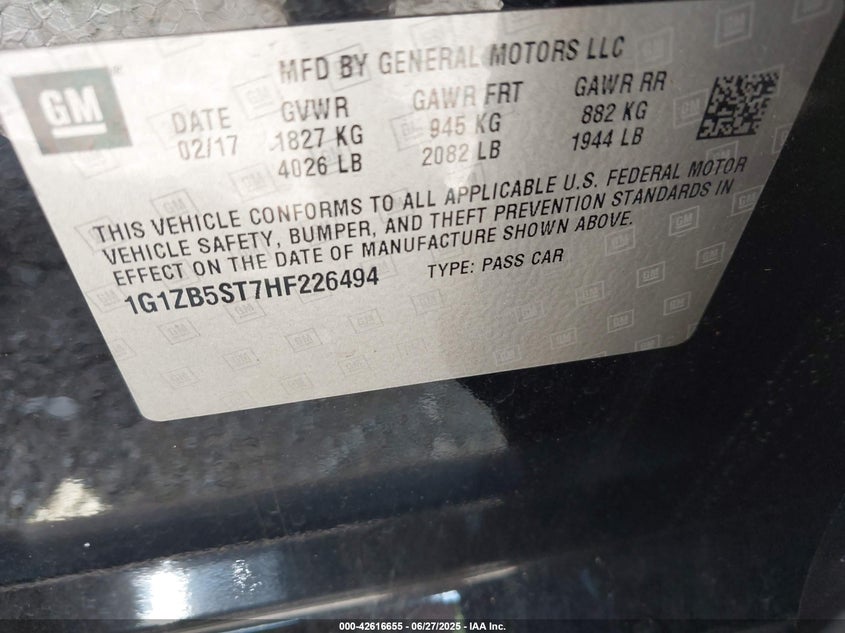 GM
MFD BY GENERAL MOTORS LLC
DATE GVWR GAWR FRT GAWR RR
02/17 1827 KG 945 KG 882 KG
4026 LB 2082 LB 1944 LB
THIS VEHICLE CONFORMS TO ALL APPLICABLE U.S. FEDERAL MOTOR
VEHICLE SAFETY, BUMPER, AND THEFT PREVENTION STANDARDS IN
EFFECT ON THE DATE OF MANUFACTURE SHOWN ABOVE.
1G1ZB5ST7HF226494 TYPE: PASS CAR
000-42616655 - 06/27/2025 - IAA Inc.